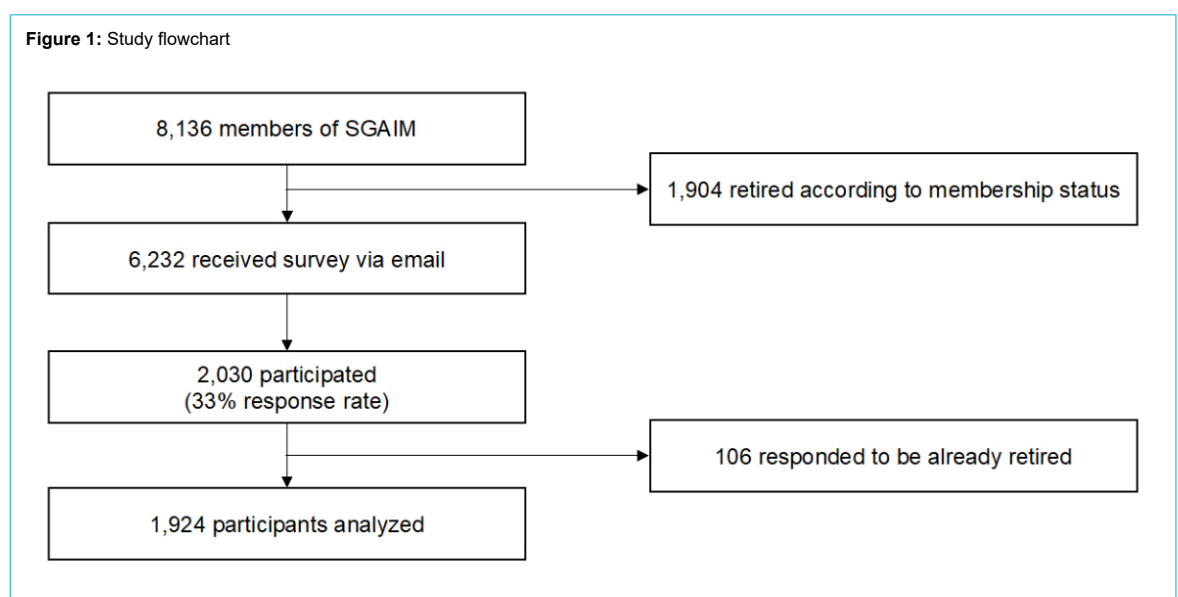 Figure 1: Study flowchart
8,136 members of SGAIM
1,904 retired according to membership status
6,232 received survey via email
2,030 participated
(33% response rate)
106 responded to be already retired
1,924 participants analyzed